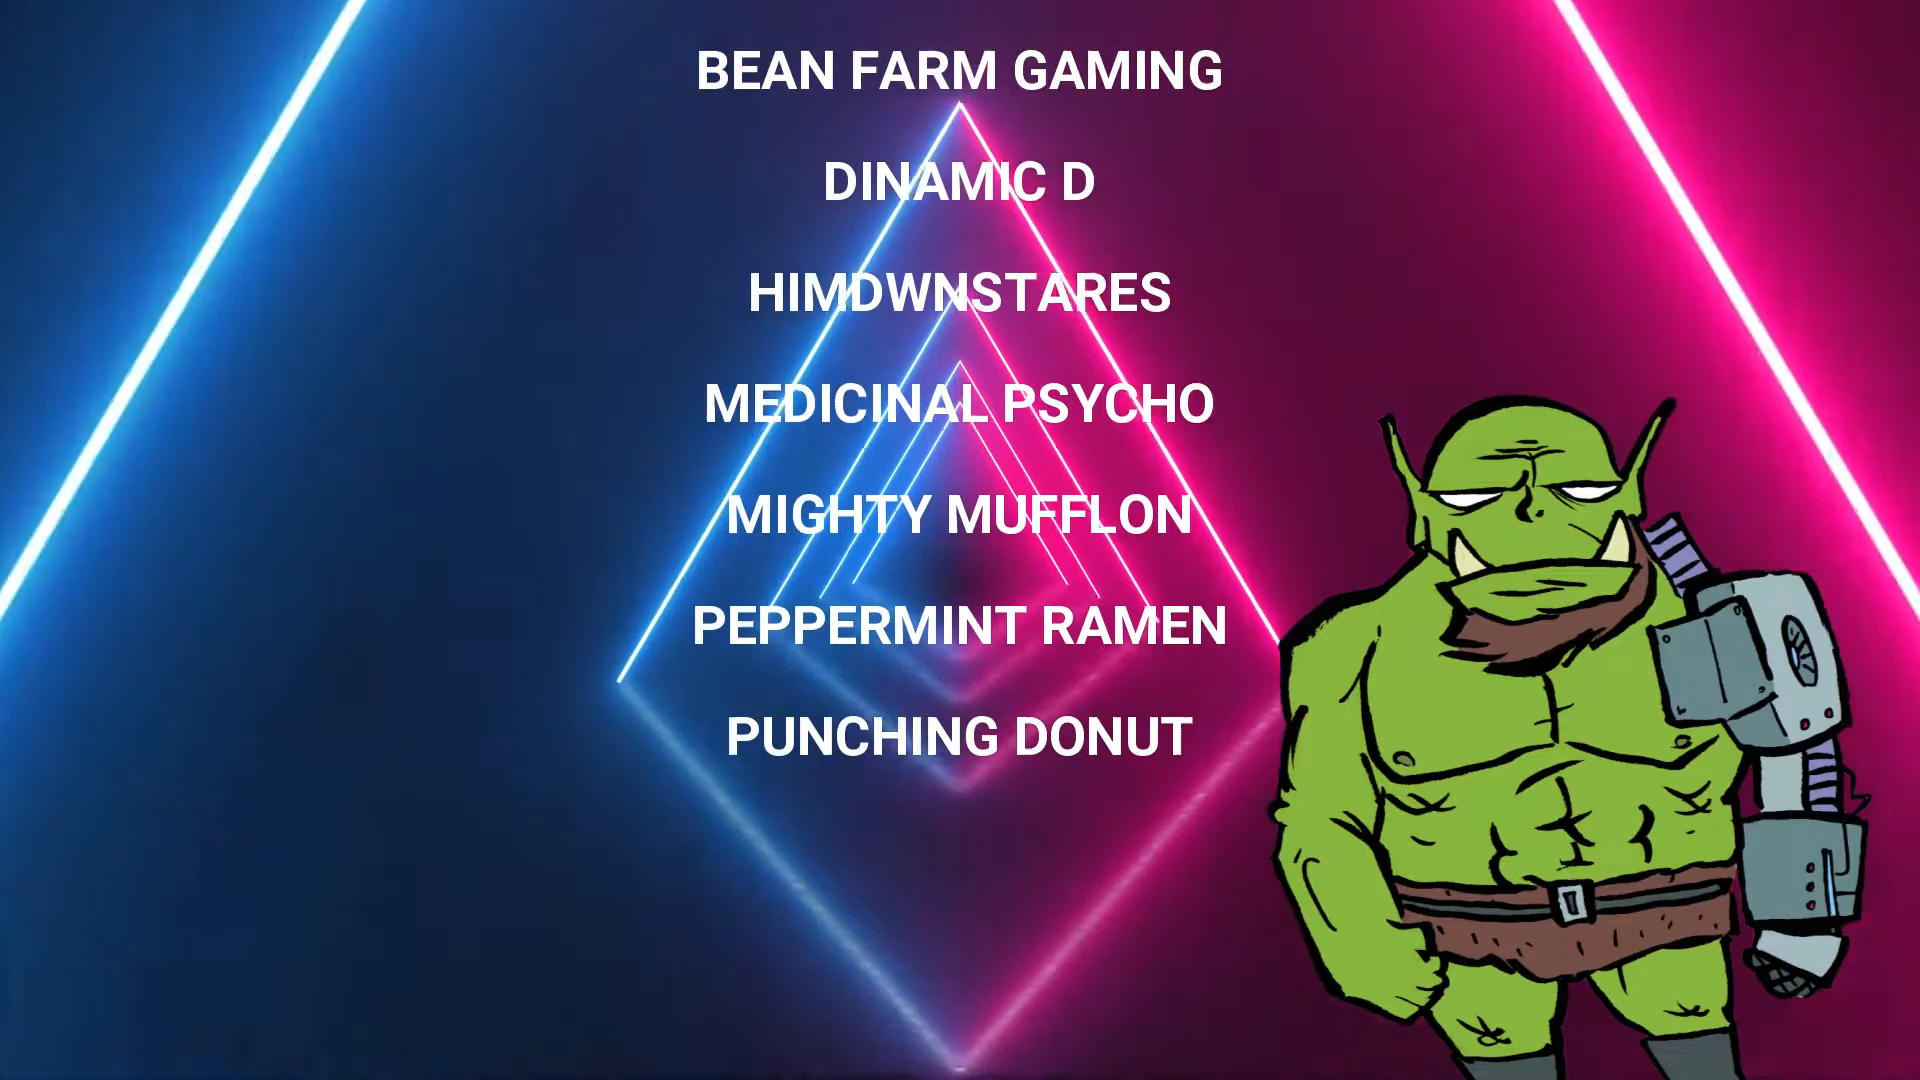 BEAN FARM GAMING
DINAMIC D
HIMDWNSTARES
MEDICINAL PSYCHO
MIGHTY MUFFLON
PEPPERMINT RAMEN
PUNCHING DONUT